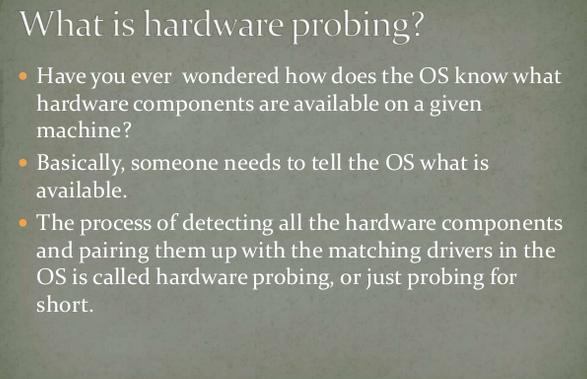 What is hardware probing?
Have you ever  wondered how does the OS know what
hardware components are available on a given
machine?
Basically, someone needs to tell the OS what is
available.
The process of detecting all the hardware components
and pairing them up with the matching drivers in the
OS is called hardware probing, or just probing for
short.